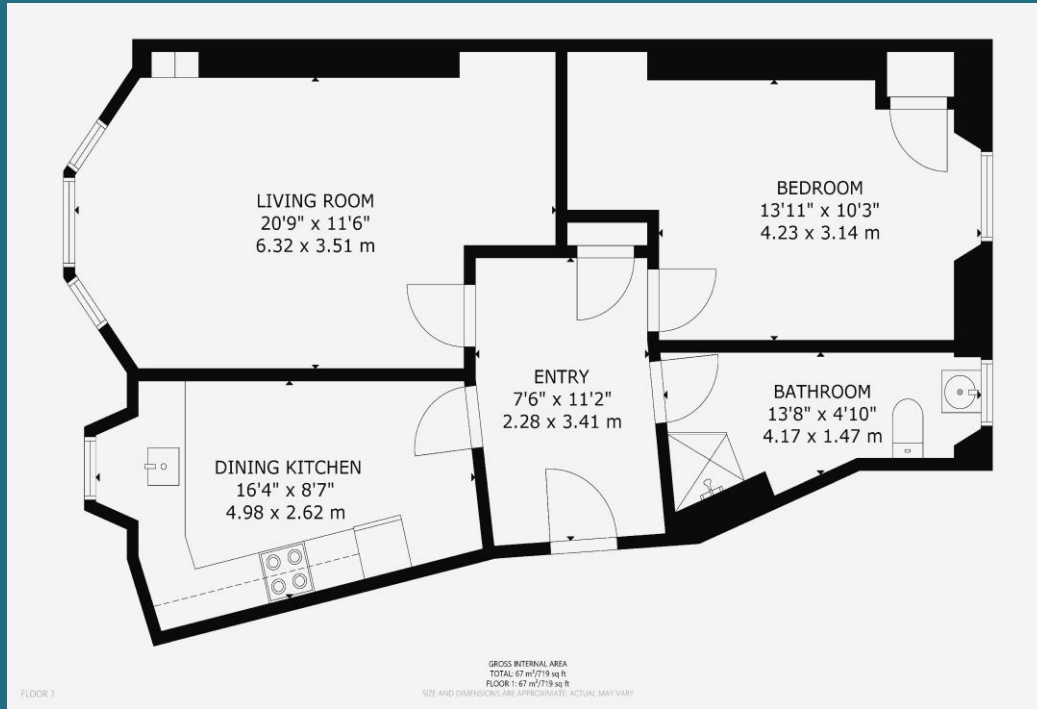 LIVING ROOM
20'9" x 11'6"
6.32 x 3.51 m
BEDROOM
13'11" x 10'3"
4.23 x 3.14 m
ENTRY
7'6" x 11'2"
2.28 x 3.41 m
BATHROOM
13'8" x 4'10"
4.17 x 1.47 m
DINING KITCHEN
16'4" x 8'7"
4.98 x 2.62 m
GROSS INTERNAL AREA
TOTAL: 67 m²/719 sq ft
FLOOR 1: 67 m²/719 sq ft
SIZE AND DIMENSIONS ARE APPROXIMATE, ACTUAL MAY VARY
FLOOR 1